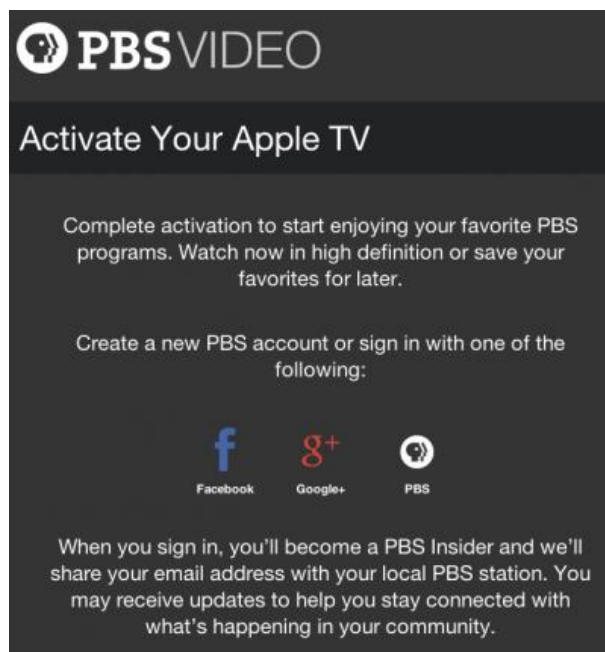 PBS VIDEO
Activate Your Apple TV
Complete activation to start enjoying your favorite PBS
programs. Watch now in high definition or save your
favorites for later.
Create a new PBS account or sign in with one of the
following:
f g+
Facebook Google+ PBS
When you sign in, you'll become a PBS Insider and we'll
share your email address with your local PBS station. You
may receive updates to help you stay connected with
what's happening in your community.